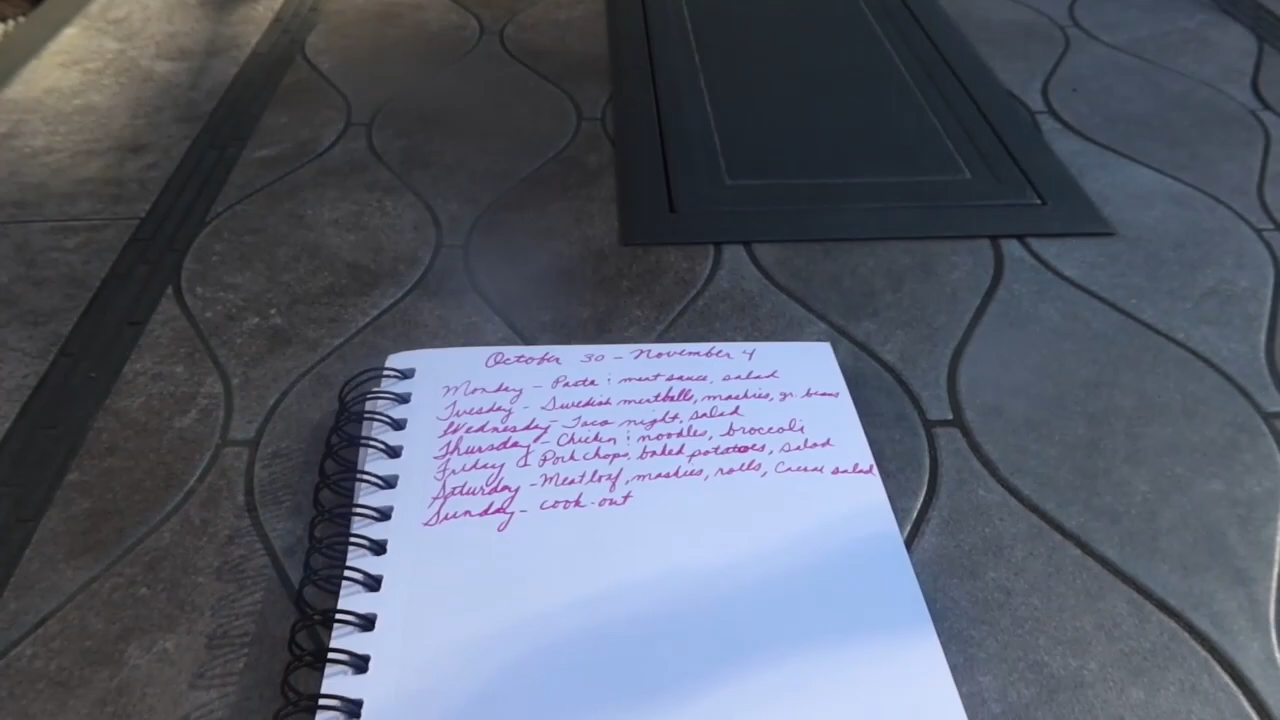 October 30 - November 4
Monday - Pasta & meat sauce, salad
Tuesday - Swedish meatballs, mashies, gr. beans
Wednesday - Taco night, salad
Thursday - Chicken & noodles, broccoli
Friday - Pork chops, baked potatoes, salad
Saturday - Meatloaf, mashies, rolls, Caesar salad
Sunday - cook-out